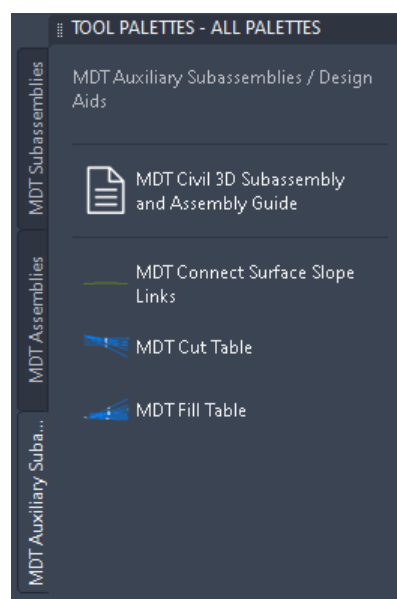 TOOL PALETTES - ALL PALETTES
MDT Auxiliary Subassemblies / Design
Aids
MDT Civil 3D Subassembly
and Assembly Guide
MDT Connect Surface Slope
Links
MDT Cut Table
MDT Fill Table
MDT Subassemblies
MDT Assemblies
MDT Auxiliary Suba...